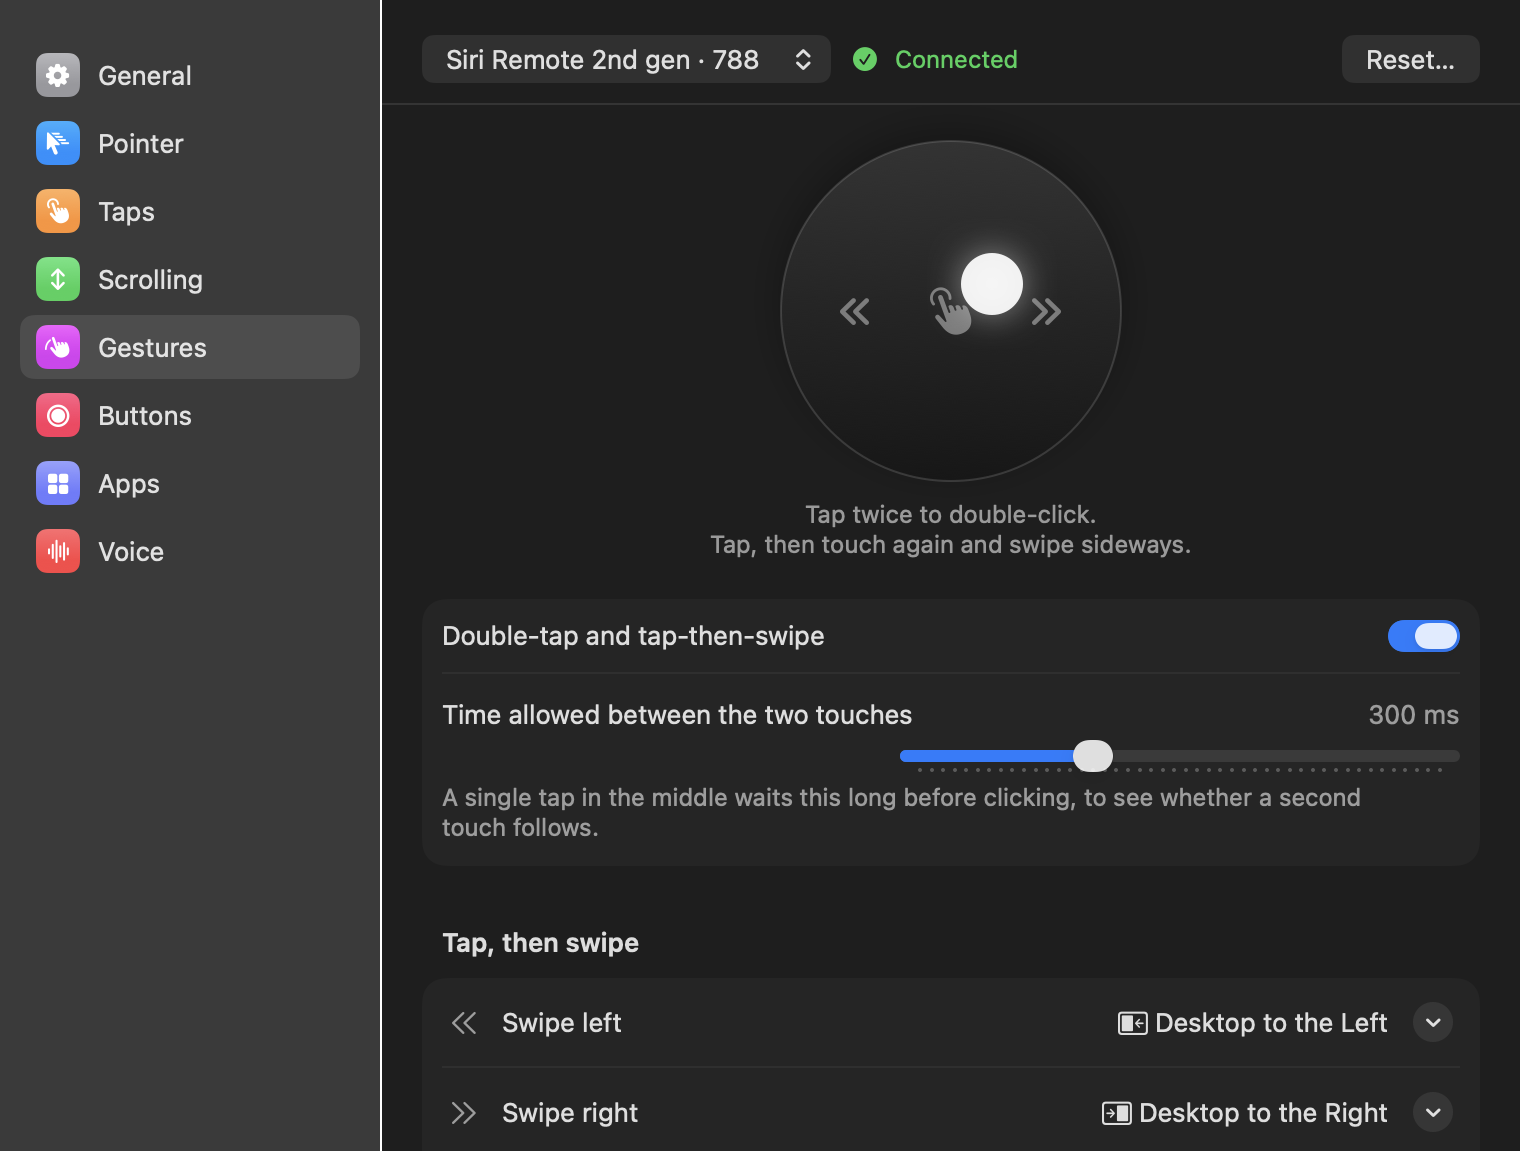 General
Pointer
Taps
Scrolling
Gestures
Buttons
Apps
Voice
Siri Remote 2nd gen · 788
Connected
Reset...
Tap twice to double-click.
Tap, then touch again and swipe sideways.
Double-tap and tap-then-swipe
Time allowed between the two touches
300 ms
A single tap in the middle waits this long before clicking, to see whether a second
touch follows.
Tap, then swipe
Swipe left
Desktop to the Left
Swipe right
Desktop to the Right